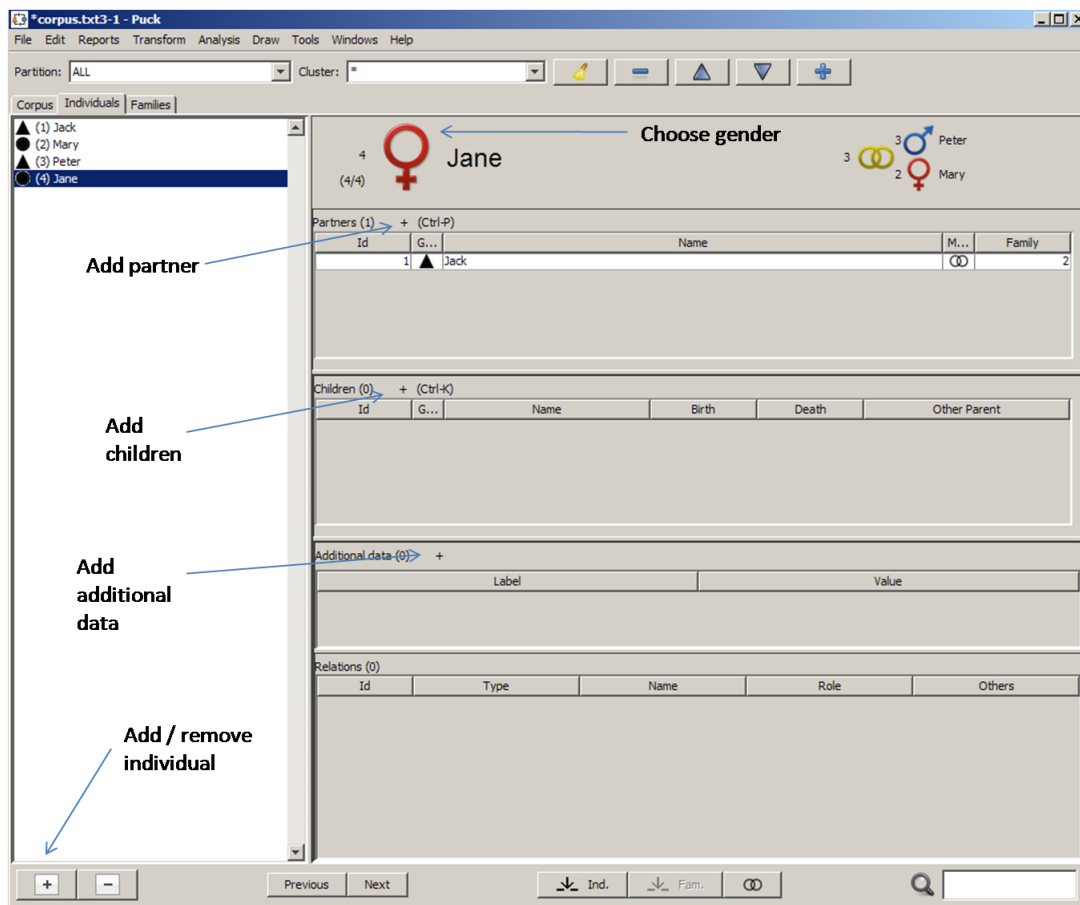 *corpus.txt3-1 - Puck
File Edit Reports Transform Analysis Draw Tools Windows Help
Partition: ALL Cluster: *
Corpus Individuals Families
(1) Jack
(2) Mary
(3) Peter
(4) Jane
4
(4/4)
Jane
Choose gender
3
3 Peter
2 Mary
Partners (1) + (Ctrl-P)
Id G... Name M... Family
1 Jack 2
Add partner
Children (0) + (Ctrl-K)
Id G... Name Birth Death Other Parent
Add
children
Additional data (0) +
Label Value
Add
additional
data
Relations (0)
Id Type Name Role Others
Add / remove
individual
+ - Previous Next Ind. Fam.